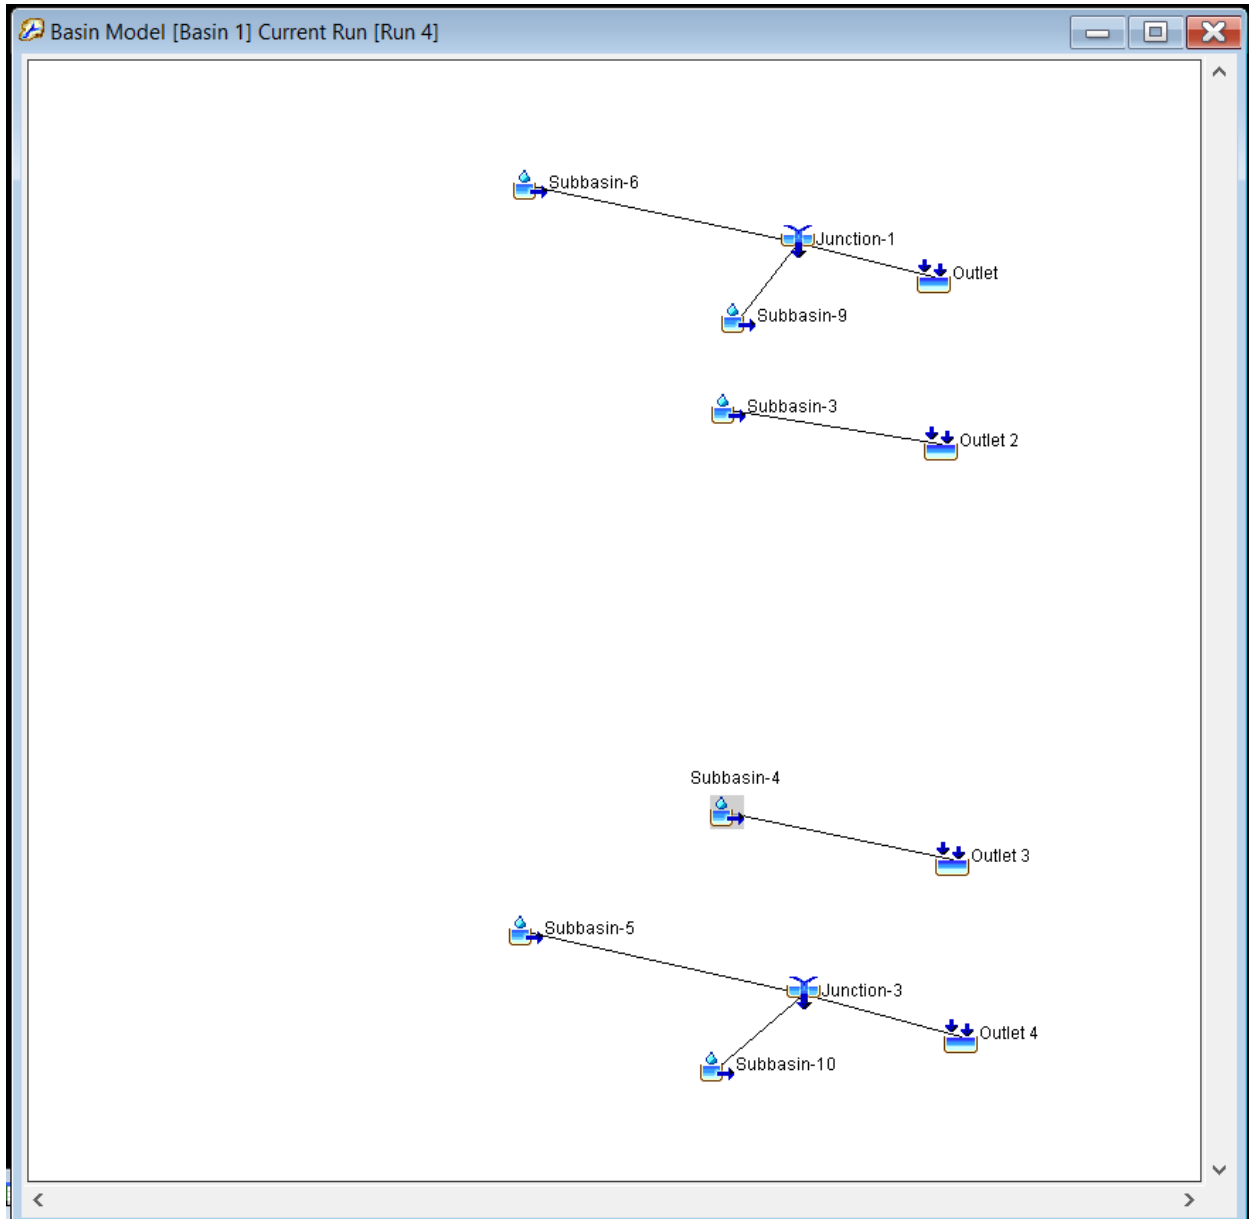 Basin Model [Basin 1] Current Run [Run 4]
Subbasin-6
Junction-1
Outlet
Subbasin-9
Subbasin-3
Outlet 2
Subbasin-4
Outlet 3
Subbasin-5
Junction-3
Outlet 4
Subbasin-10